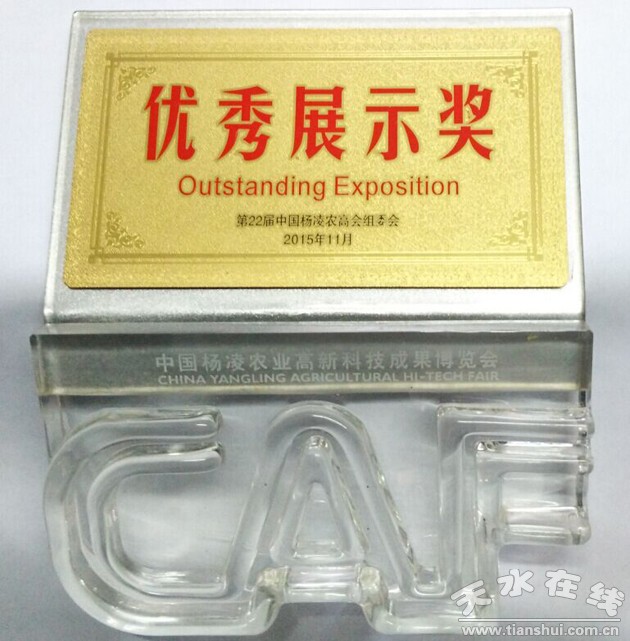 优秀展示奖
Outstanding Exposition
第22届中国杨凌农高会组委会
2015年11月
中国杨凌农业高新科技成果博览会
CHINA YANGLING AGRICULTURAL HI-TECH FAIR
CAF
天水在线
www.tianshui.com.cn